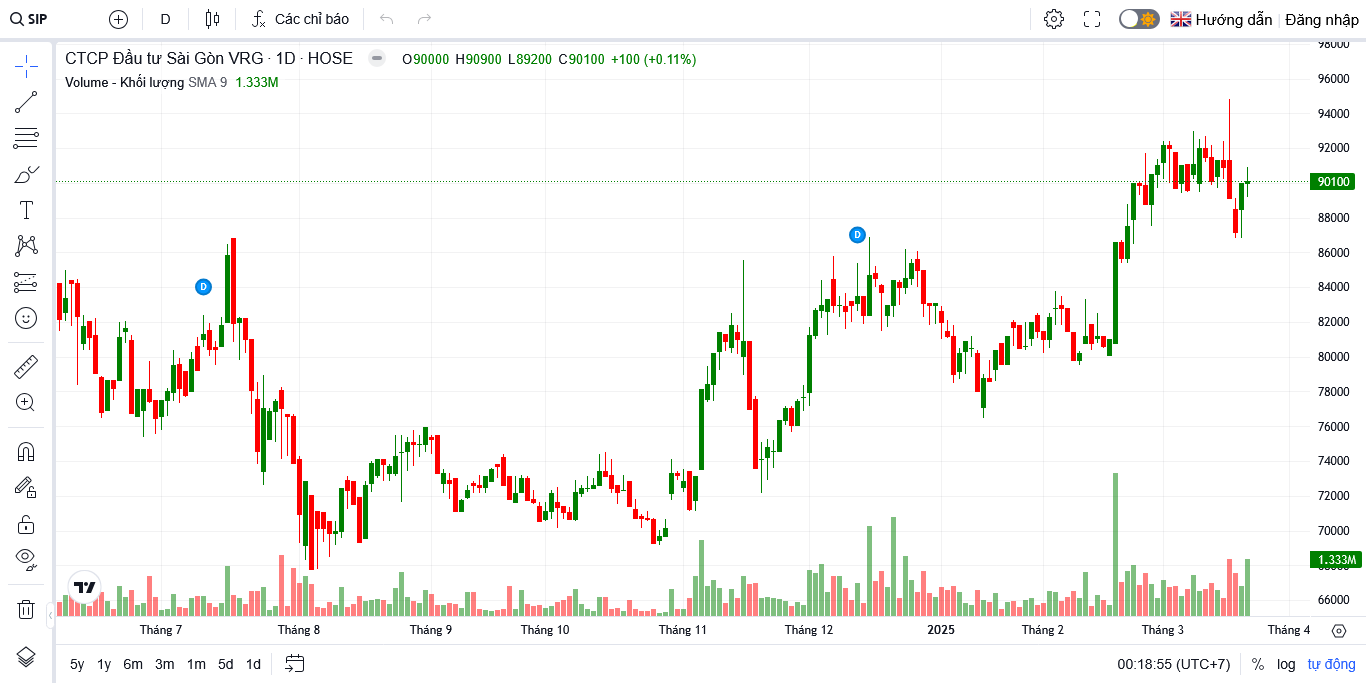 SIP
D
Các chỉ báo
Hướng dẫn
Đăng nhập
CTCP Đầu tư Sài Gòn VRG · 1D · HOSE
O90000 H90900 L89200 C90100 +100 (+0.11%)
Volume - Khối lượng SMA 9 1.333M
98000
96000
94000
92000
90100
88000
86000
84000
82000
80000
78000
76000
74000
72000
70000
1.333M
68000
66000
D
D
Tháng 7
Tháng 8
Tháng 9
Tháng 10
Tháng 11
Tháng 12
2025
Tháng 2
Tháng 3
Tháng 4
5y 1y 6m 3m 1m 5d 1d
00:18:55 (UTC+7)
% log tự động